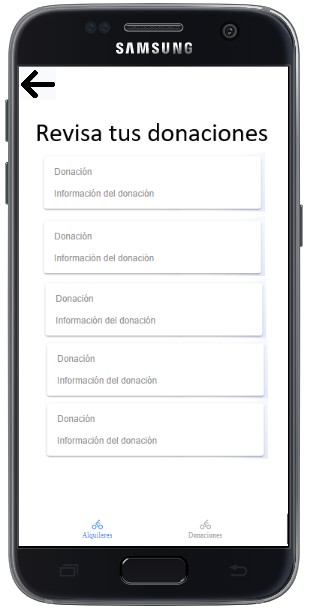 SAMSUNG
Revisa tus donaciones
Donación
Información del donación
Donación
Información del donación
Donación
Información del donación
Donación
Información del donación
Donación
Información del donación
Alquileres
Donaciones